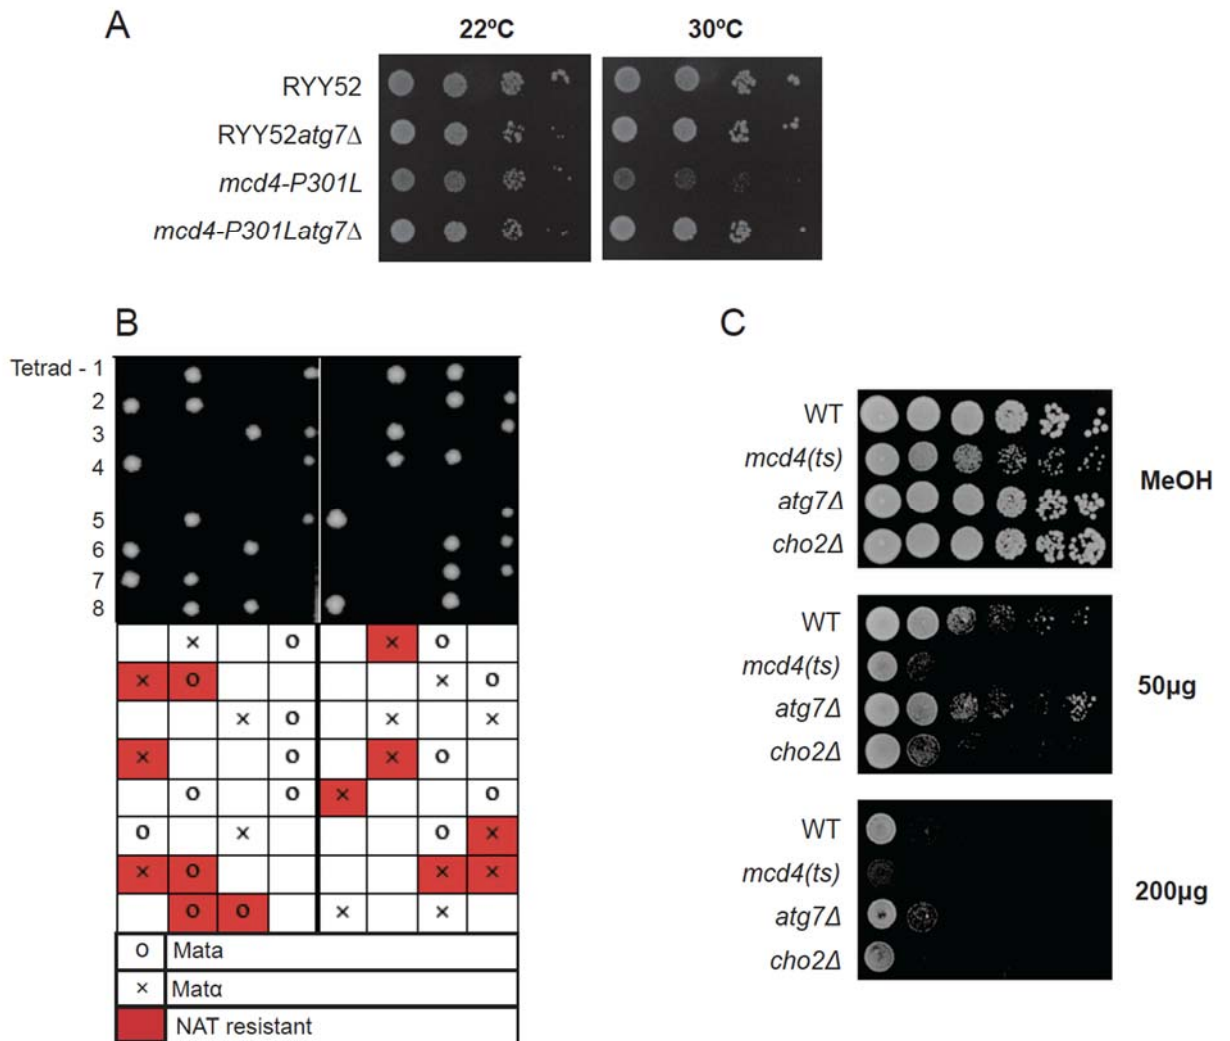 A
22ºC
30ºC
RYY52
RYY52atg7Δ
mcd4-P301L
mcd4-P301Latg7Δ
B
Tetrad - 1
2
3
4
5
6
7
8
× o × o
× o × o
× o × ×
× o × o
o o × o
o × o ×
× o × ×
o o × ×
o Mata
× Matα
NAT resistant
C
WT
mcd4(ts)
atg7Δ
cho2Δ
MeOH
WT
mcd4(ts)
atg7Δ
cho2Δ
50µg
WT
mcd4(ts)
atg7Δ
cho2Δ
200µg